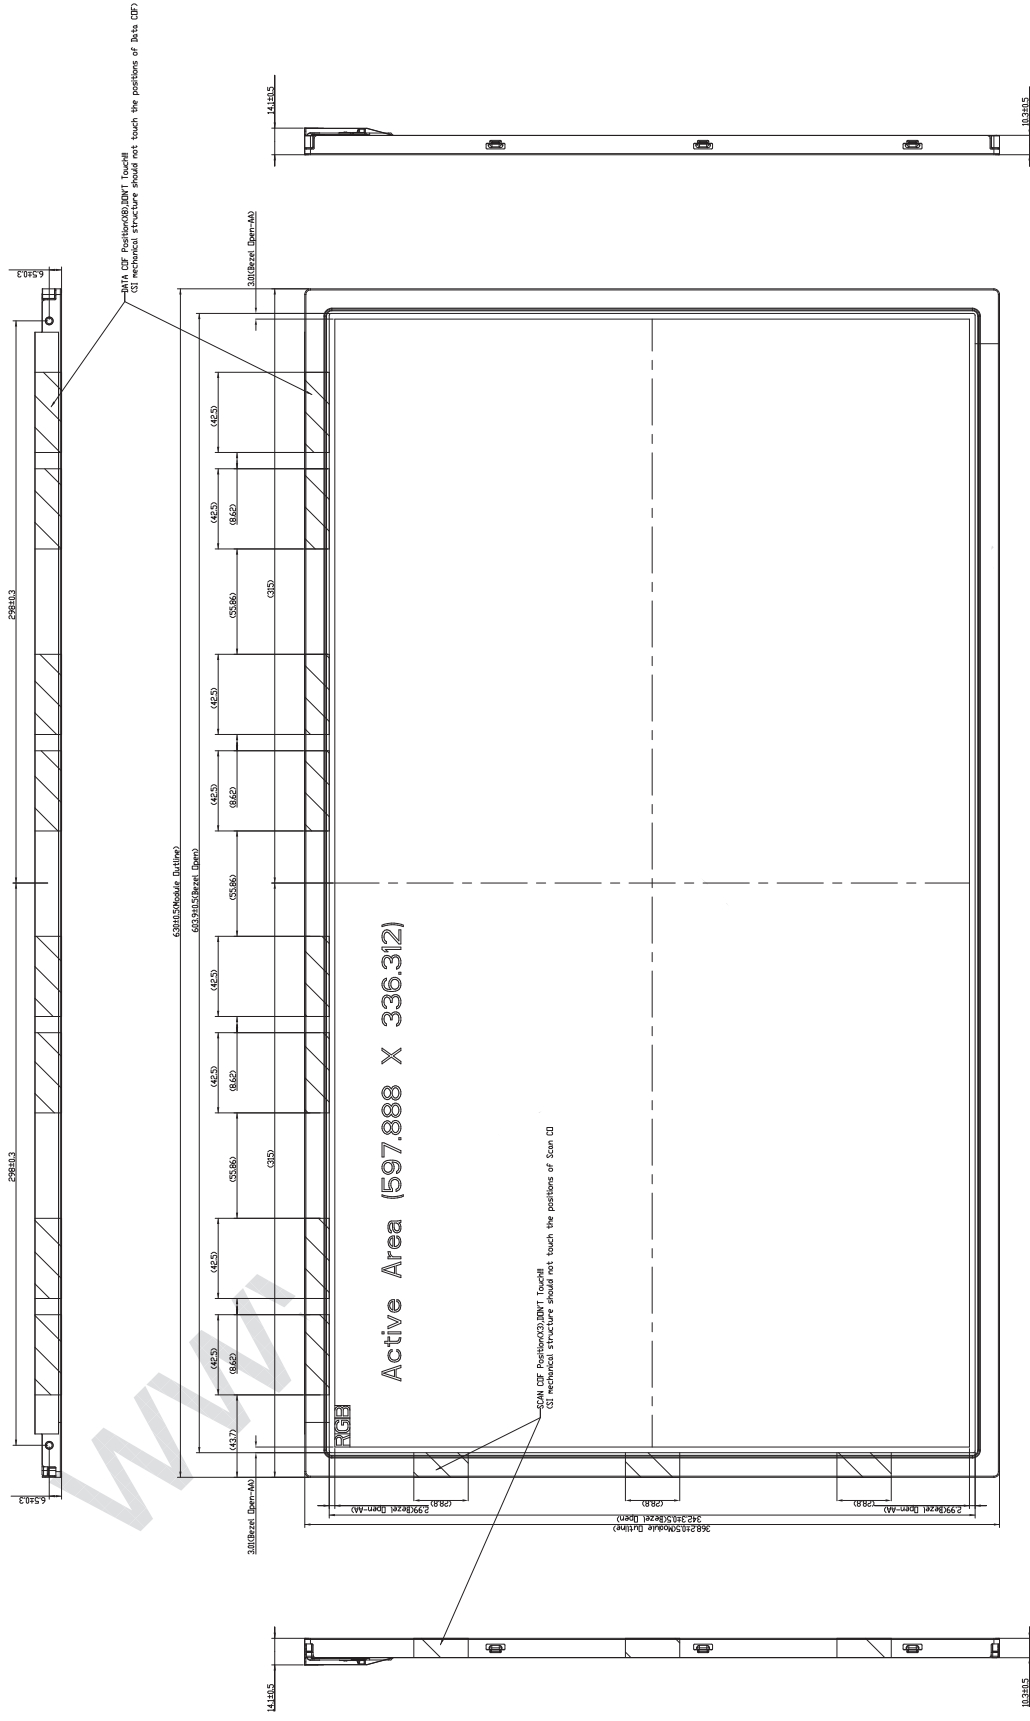 DATA COF Position(X8),DON'T Touch!!!
(SI mechanical structure should not touch the positions of Data COF)
6.5±0.3
298±0.3
298±0.3
6.5±0.3
14.1±0.5
10.3±0.5
3.01(Bezel Open-AA)
630±0.5(Module Outline)
603.9±0.5(Bezel Open)
(42.5)
(42.5)
(42.5)
(42.5)
(42.5)
(42.5)
(42.5)
(42.5)
(8.62)
(55.86)
(8.62)
(55.86)
(8.62)
(55.86)
(8.62)
(43.7)
(315)
(315)
3.01(Bezel Open-AA)
Active Area (597.888 X 336.312)
RGB
SCAN COF Position(X3),DON'T Touch!!!
(SI mechanical structure should not touch the positions of Scan CO
2.99(Bezel Open-AA)
(28.8)
(28.8)
(28.8)
2.99(Bezel Open-AA)
342.3±0.5(Bezel Open)
368.2±0.5(Module Outline)
14.1±0.5
10.3±0.5
ww